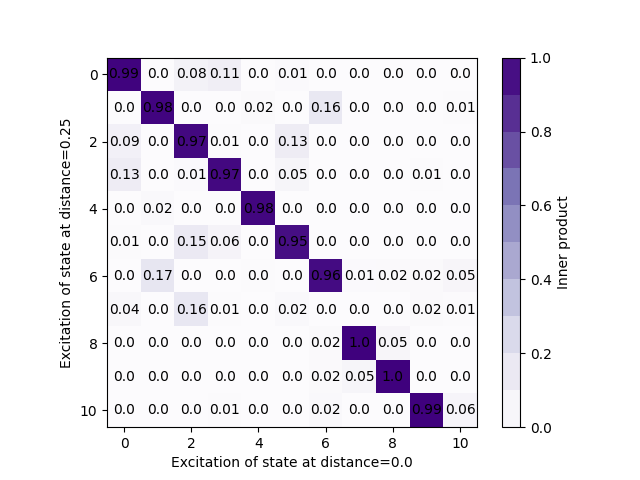 1.0
0 0.99 0.0 0.08 0.11 0.0 0.01 0.0 0.0 0.0 0.0 0.0
0.0 0.98 0.0 0.0 0.02 0.0 0.16 0.0 0.0 0.0 0.01
0.8
2 0.09 0.0 0.97 0.01 0.0 0.13 0.0 0.0 0.0 0.0 0.0
0.13 0.0 0.01 0.97 0.0 0.05 0.0 0.0 0.0 0.01 0.0
0.6
4 0.0 0.02 0.0 0.0 0.98 0.0 0.0 0.0 0.0 0.0 0.0
0.01 0.0 0.15 0.06 0.0 0.95 0.0 0.0 0.0 0.0 0.0
0.4
6 0.0 0.17 0.0 0.0 0.0 0.0 0.96 0.01 0.02 0.02 0.05
0.04 0.0 0.16 0.01 0.0 0.02 0.0 0.0 0.0 0.02 0.01
0.2
8 0.0 0.0 0.0 0.0 0.0 0.0 0.02 1.0 0.05 0.0 0.0
0.0 0.0 0.0 0.0 0.0 0.0 0.02 0.05 1.0 0.0 0.0
10 0.0 0.0 0.0 0.01 0.0 0.0 0.02 0.0 0.0 0.99 0.06
0.0
0 2 4 6 8 10
Excitation of state at distance=0.0
Excitation of state at distance=0.25
Inner product